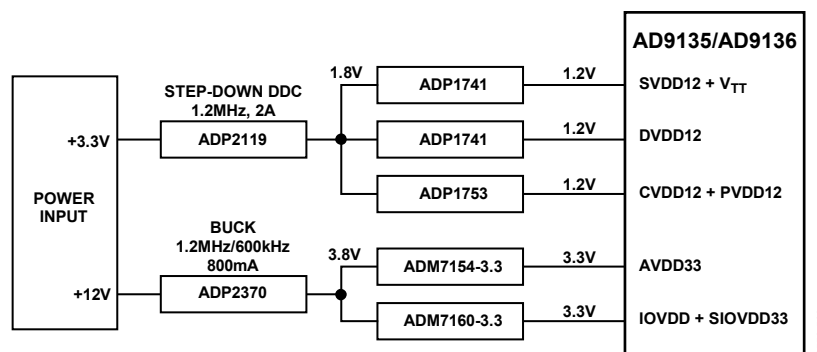 AD9135/AD9136
POWER
INPUT
+3.3V
STEP-DOWN DDC
1.2MHz, 2A
ADP2119
1.8V
ADP1741
1.2V
SVDD12 + VTT
ADP1741
1.2V
DVDD12
ADP1753
1.2V
CVDD12 + PVDD12
+12V
BUCK
1.2MHz/600kHz
800mA
ADP2370
3.8V
ADM7154-3.3
3.3V
AVDD33
ADM7160-3.3
3.3V
IOVDD + SIOVDD33